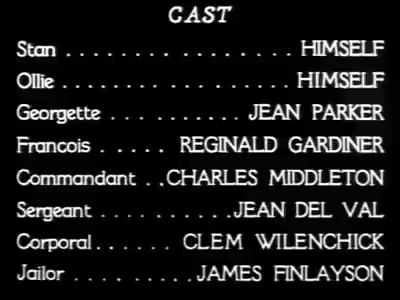 CAST
Stan . . . . . . . . . . . . . . . . HIMSELF
Ollie . . . . . . . . . . . . . . . . HIMSELF
Georgette . . . . . . . . . . JEAN PARKER
Francois . . . . . REGINALD GARDINER
Commandant . . CHARLES MIDDLETON
Sergeant . . . . . . . . . . JEAN DEL VAL
Corporal . . . . . . CLEM WILENCHICK
Jailor . . . . . . . . . JAMES FINLAYSON